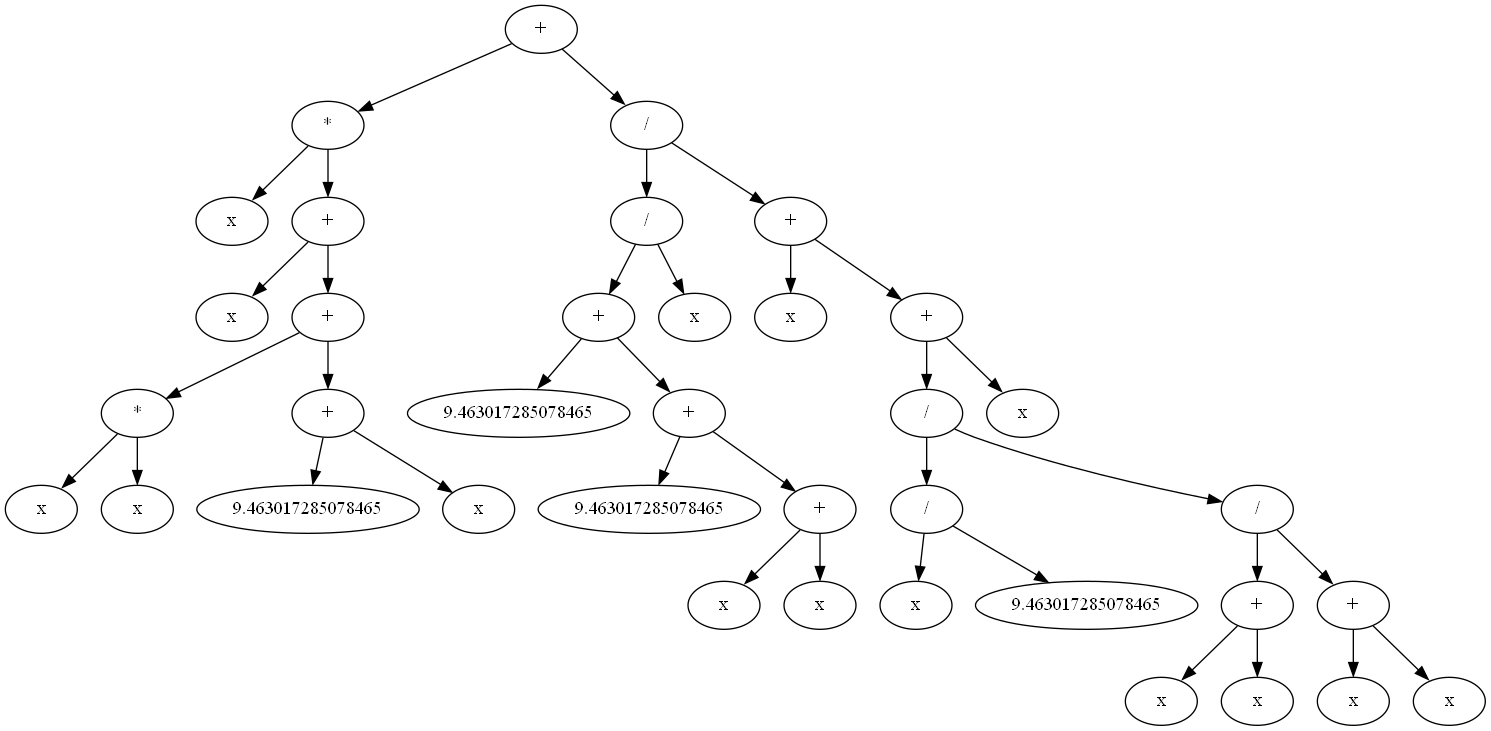 +
*
/
x
+
/
+
x
+
+
x
x
+
*
+
9.463017285078465
+
/
x
x
x
9.463017285078465
x
9.463017285078465
+
/
/
x
x
x
9.463017285078465
+
+
x
x
x
x